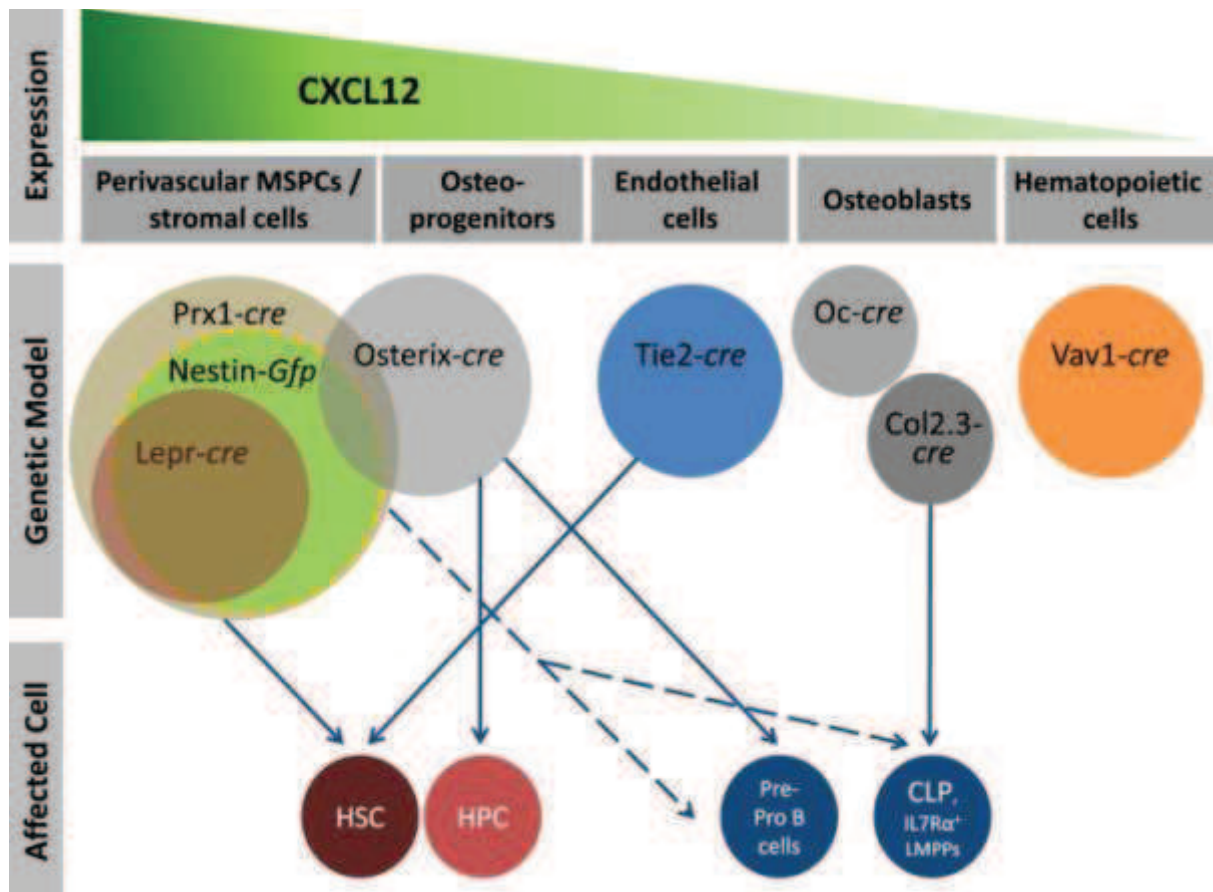 Expression
CXCL12
Perivascular MSPCs /
stromal cells
Osteo-
progenitors
Endothelial
cells
Osteoblasts
Hematopoietic
cells
Genetic Model
Prx1-cre
Nestin-Gfp
Lepr-cre
Osterix-cre
Tie2-cre
Oc-cre
Col2.3-
cre
Vav1-cre
Affected Cell
HSC
HPC
Pre-
Pro B
cells
CLP,
IL7Rα⁺
LMPPs